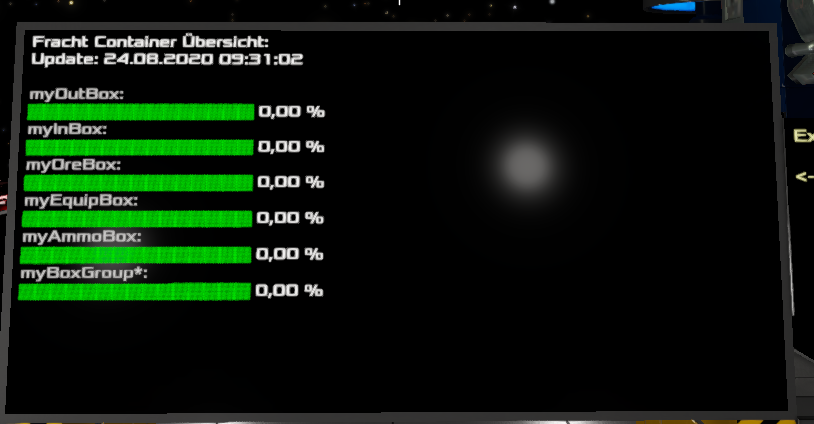 Fracht Container Übersicht:
Update: 24.08.2020 09:31:02
myOutBox:
0,00 %
myInBox:
0,00 %
myOreBox:
0,00 %
myEquipBox:
0,00 %
myAmmoBox:
0,00 %
myBoxGroup*:
0,00 %
Ex
<-